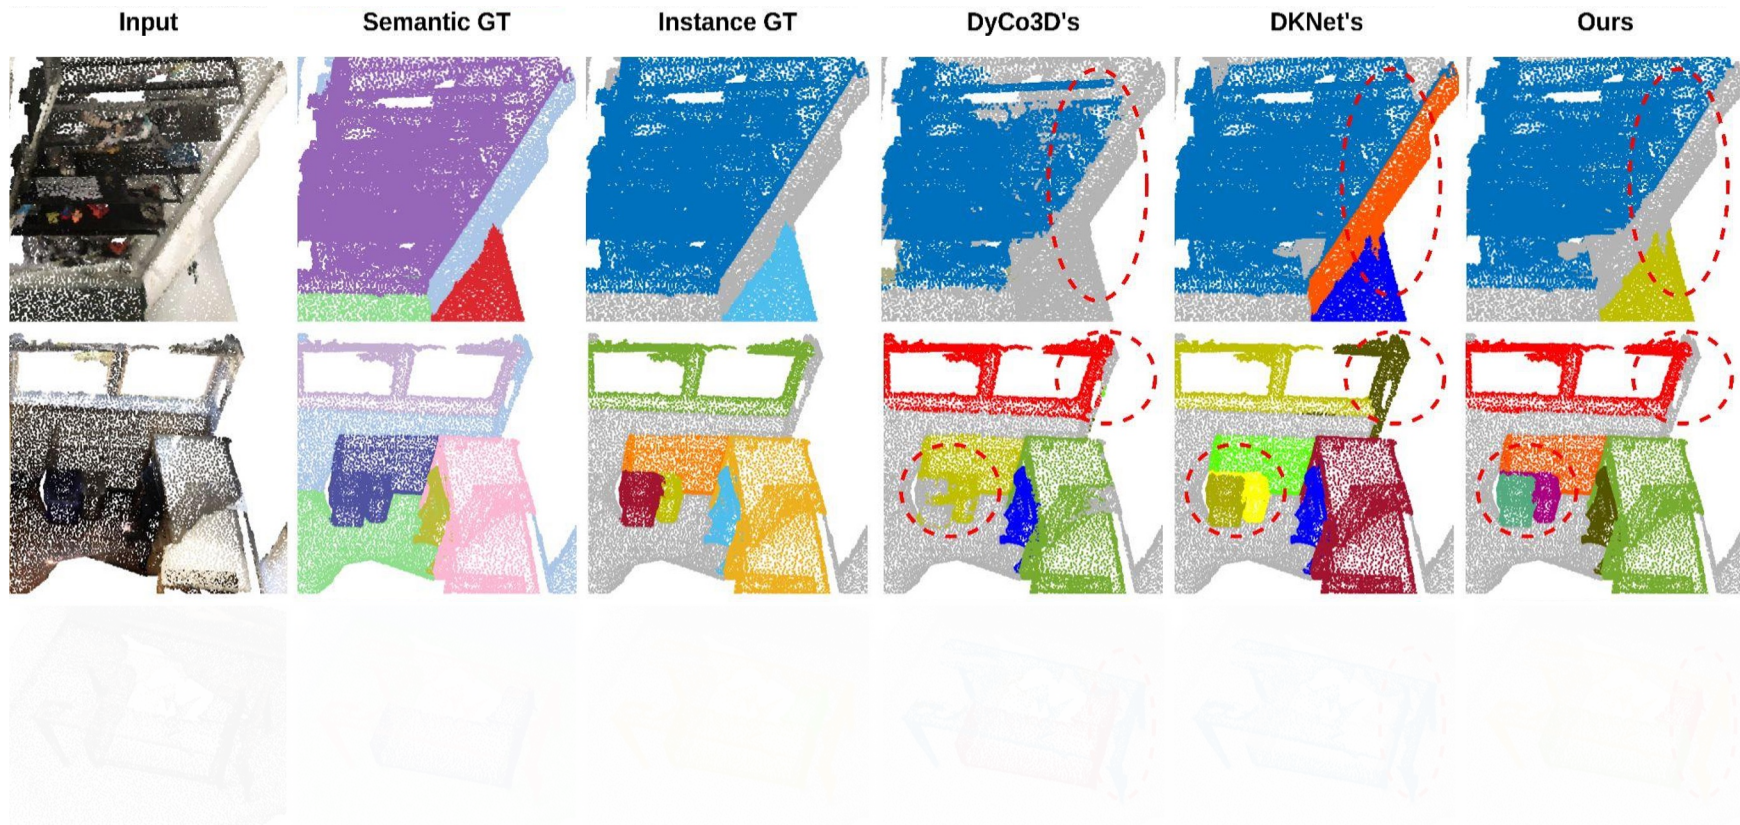 Input
Semantic GT
Instance GT
DyCo3D's
DKNet's
Ours